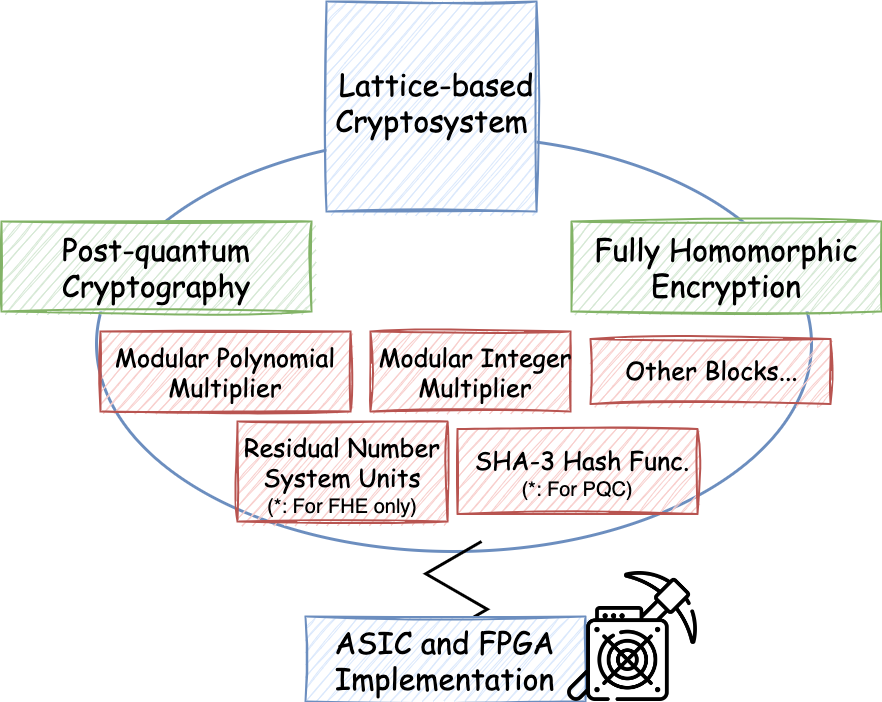 Lattice-based
Cryptosystem
Post-quantum
Cryptography
Fully Homomorphic
Encryption
Modular Polynomial
Multiplier
Modular Integer
Multiplier
Other Blocks...
Residual Number
System Units
(*: For FHE only)
SHA-3 Hash Func.
(*: For PQC)
ASIC and FPGA
Implementation